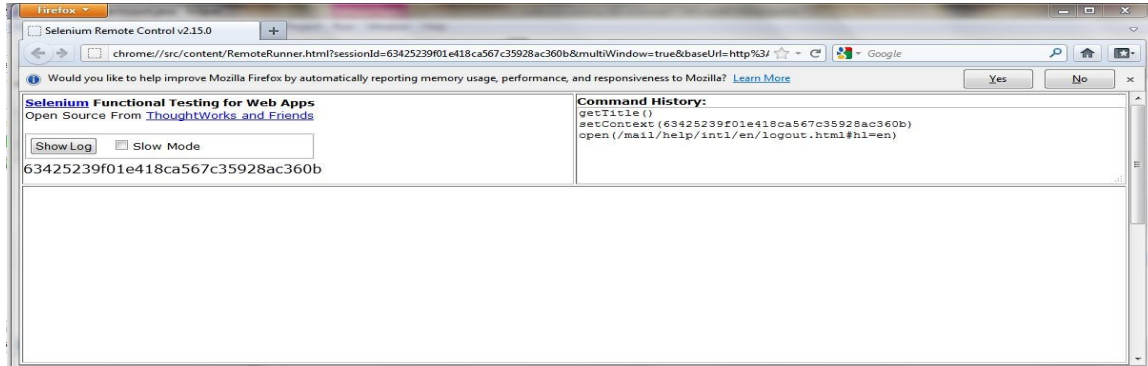 Firefox
Selenium Remote Control v2.15.0
chrome://src/content/RemoteRunner.html?sessionId=63425239f01e418ca567c35928ac360b&multiWindow=true&baseUrl=http%3A
Google
Would you like to help improve Mozilla Firefox by automatically reporting memory usage, performance, and responsiveness to Mozilla? Learn More
Yes
No
Selenium Functional Testing for Web Apps
Open Source From ThoughtWorks and Friends
Show Log
Slow Mode
63425239f01e418ca567c35928ac360b
Command History:
getTitle()
setContext(63425239f01e418ca567c35928ac360b)
open(/mail/help/intl/en/logout.html#hl=en)